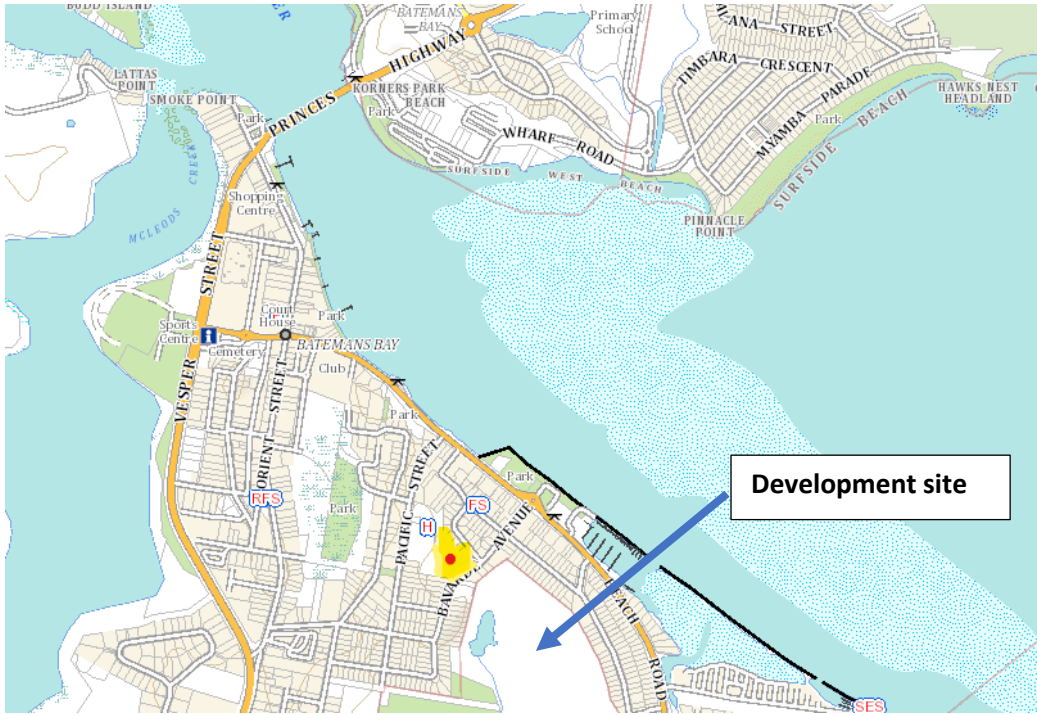 BUDD ISLAND
BATEMANS
BAY
Primary
School
STREET
TIMBARA
CRESCENT
MYAMBA PARADE
HAWKS NEST
HEADLAND
LATTAS
POINT
SMOKE POINT
PRINCES HIGHWAY
KORNERS PARK
BEACH
Park
Park
Park
WHARF ROAD
SURFSIDE BEACH
SURFSIDE WEST BEACH
PINNACLE
POINT
MCLEODS CREEK
Shopping
Centre
VESPER STREET
Sports
Centre
i
Cemetery
Court
House
Park
BATEMANS BAY
Club
ORIENT STREET
Park
PACIFIC STREET
Park
Park
RFS
H
FS
BAVARDE AVENUE
BEACH ROAD
Development site
SES